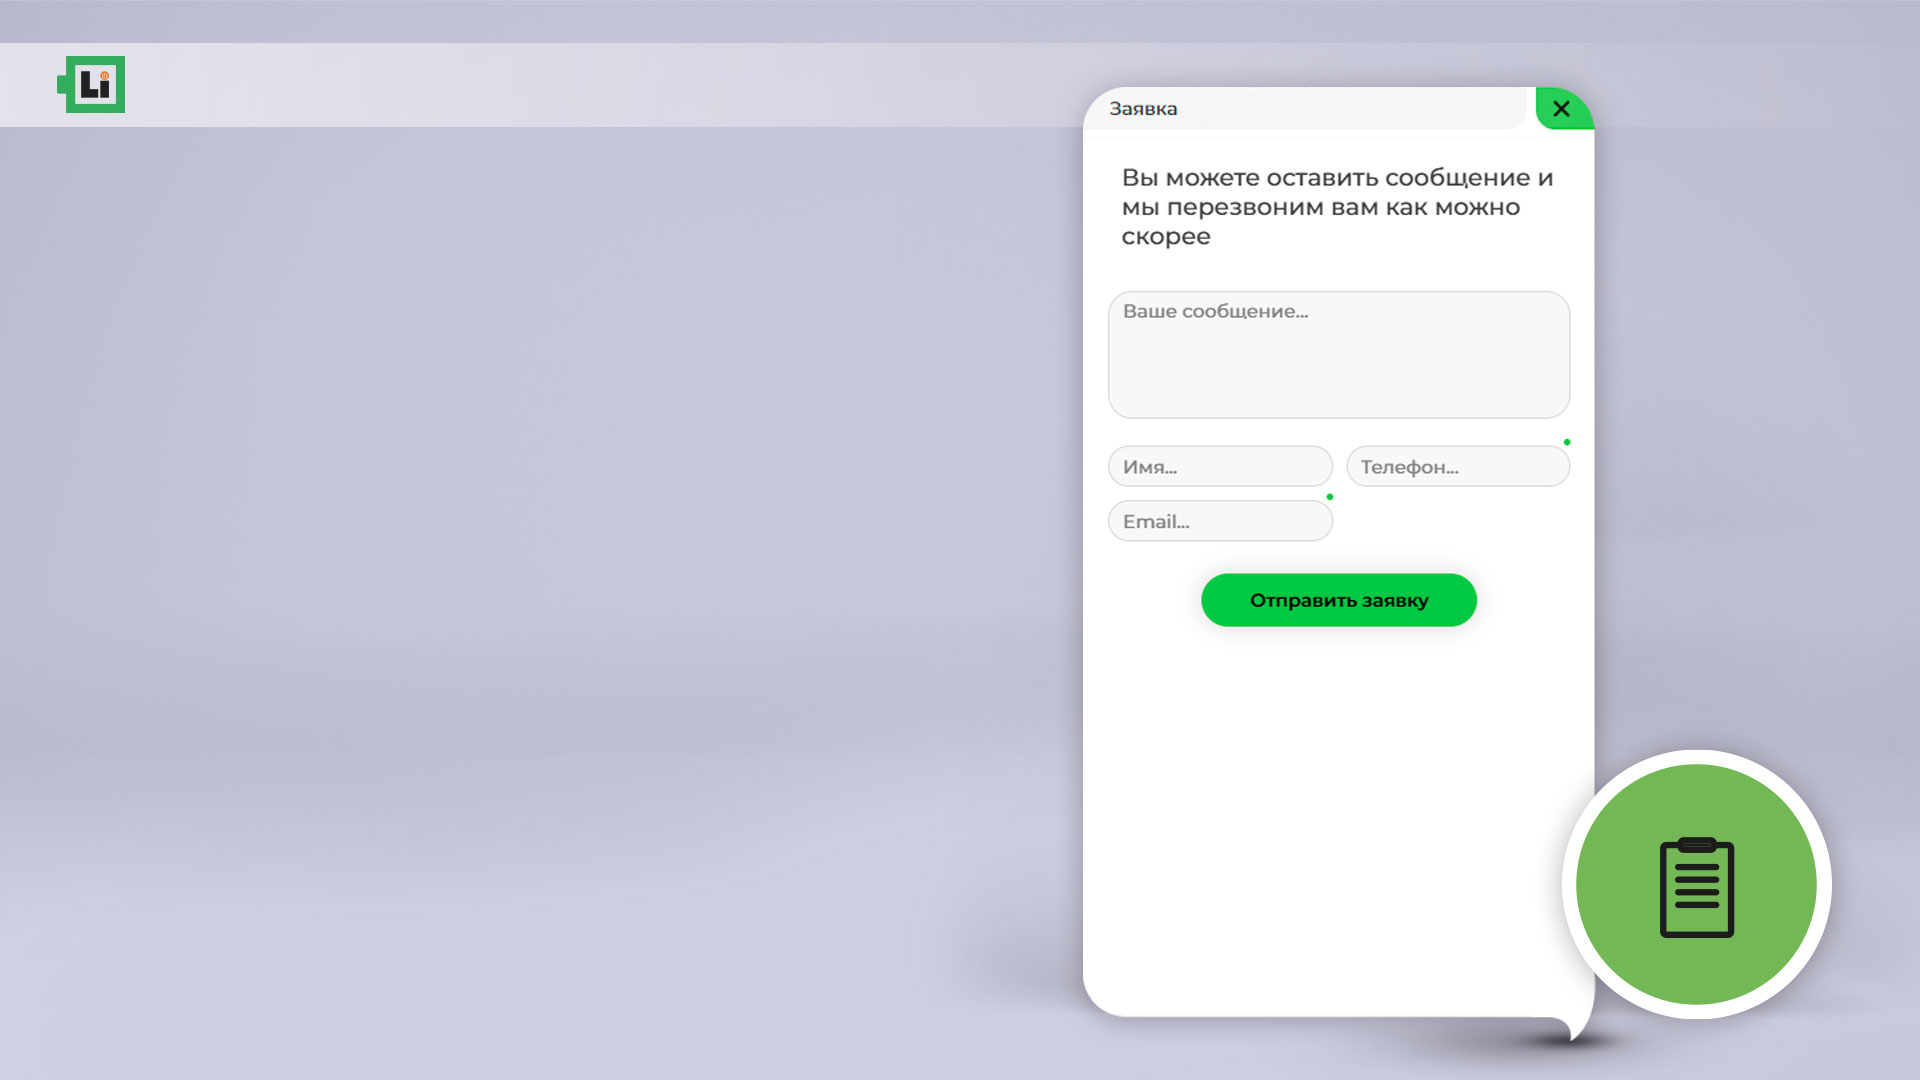 Li
Заявка
Вы можете оставить сообщение и
мы перезвоним вам как можно
скорее
Ваше сообщение...
Имя...
Телефон...
Email...
Отправить заявку